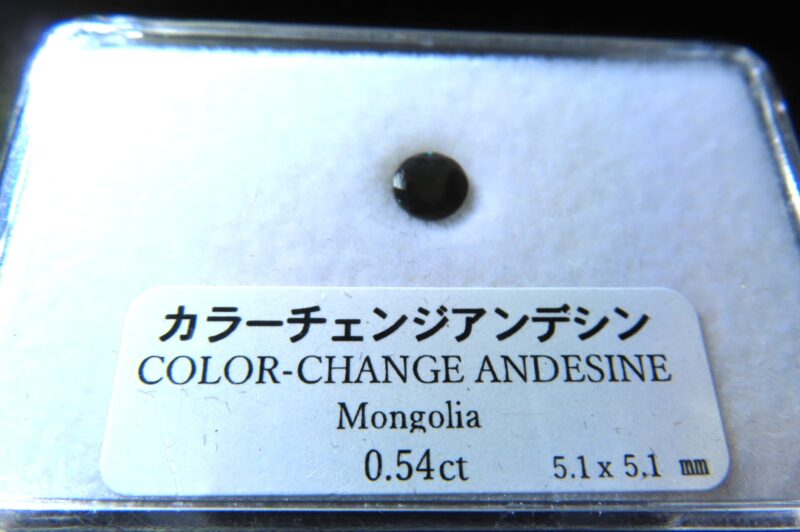 カラーチェンジアンデシン
COLOR-CHANGE ANDESINE
Mongolia
0.54ct 5.1 x 5.1 ㎜